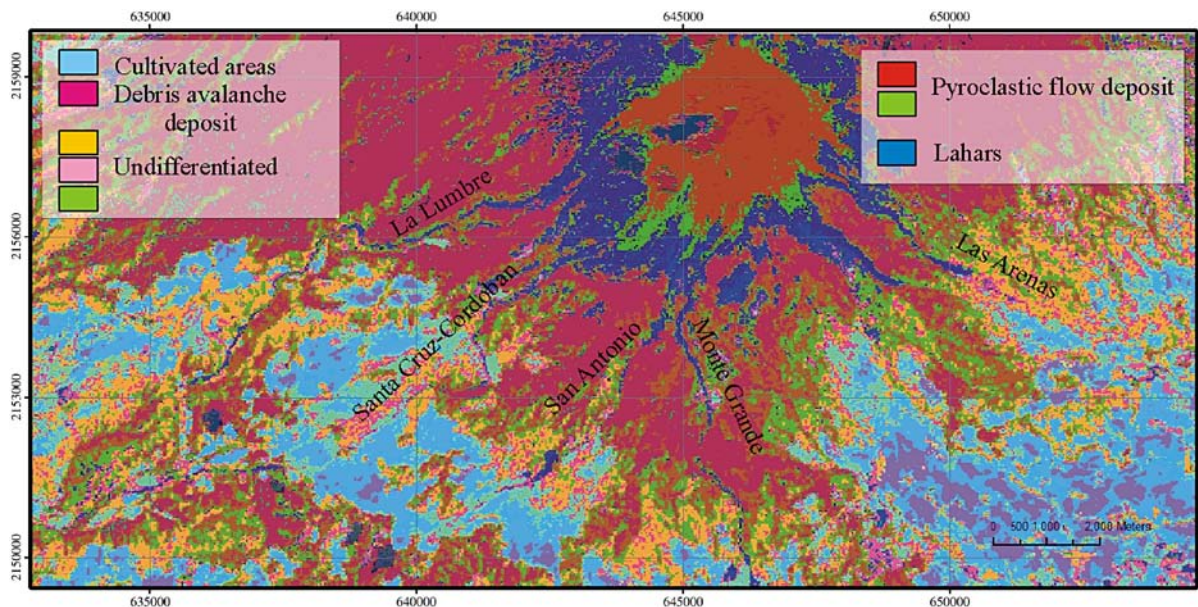 635000 640000 645000 650000
2159000
2156000
2153000
2150000
Cultivated areas
Debris avalanche
deposit
Undifferentiated
Pyroclastic flow deposit
Lahars
La Lumbre
Las Arenas
Santa Cruz-Cordoban
San Antonio
Monte Grande
0 500 1,000 2,000 Meters
635000 640000 645000 650000